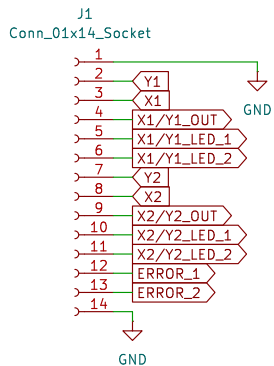 J1
Conn_01x14_Socket
1
2 Y1
3 X1
GND
4 X1/Y1_OUT
5 X1/Y1_LED_1
6 X1/Y1_LED_2
7 Y2
8 X2
9 X2/Y2_OUT
10 X2/Y2_LED_1
11 X2/Y2_LED_2
12 ERROR_1
13 ERROR_2
14
GND